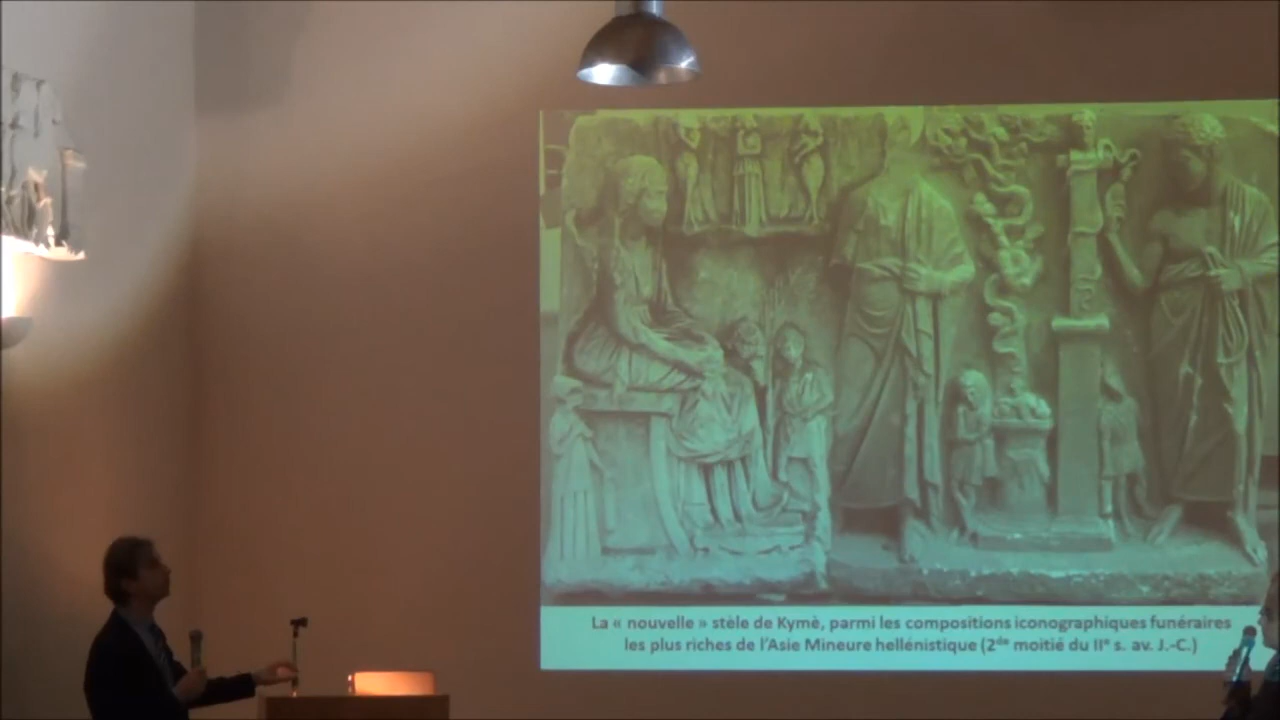 La « nouvelle » stèle de Kymè, parmi les compositions iconographiques funéraires
les plus riches de l'Asie Mineure hellénistique (2de moitié du IIe s. av. J.-C.)